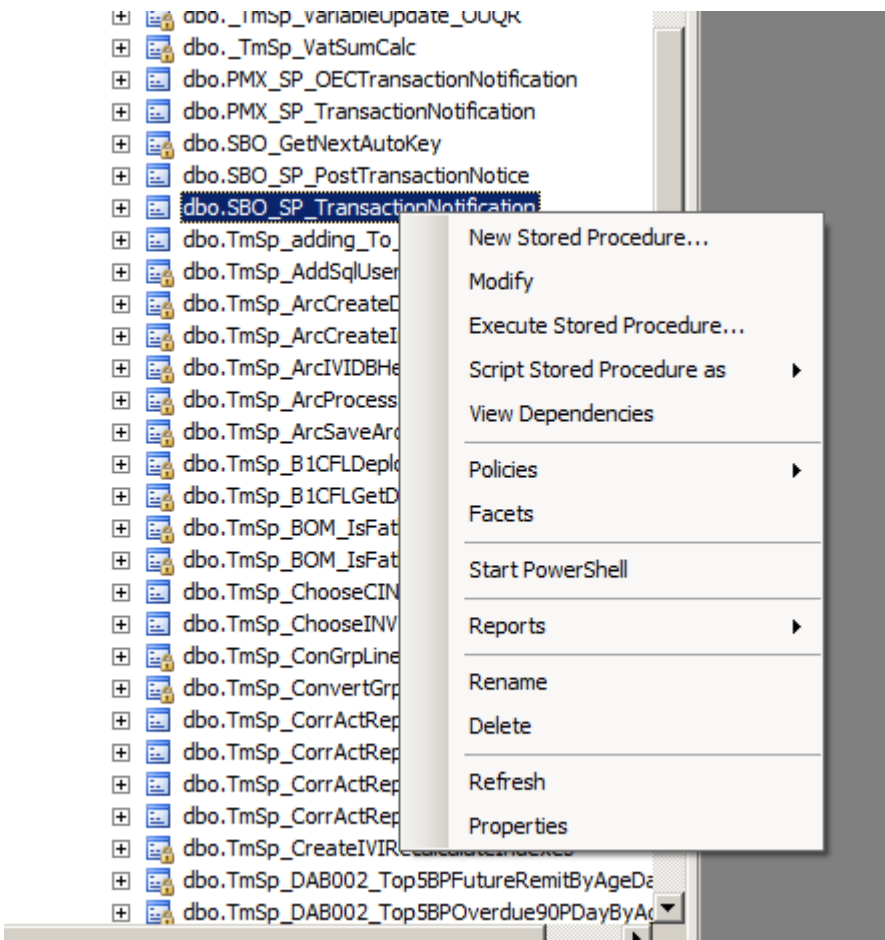 dbo._TmSp_VariableUpdate_OUQR
dbo._TmSp_VatSumCalc
dbo.PMX_SP_OECTransactionNotification
dbo.PMX_SP_TransactionNotification
dbo.SBO_GetNextAutoKey
dbo.SBO_SP_PostTransactionNotice
dbo.SBO_SP_TransactionNotification
dbo.TmSp_adding_To_
dbo.TmSp_AddSqlUser
dbo.TmSp_ArcCreateD
dbo.TmSp_ArcCreateI
dbo.TmSp_ArcIVIDBHe
dbo.TmSp_ArcProcess
dbo.TmSp_ArcSaveArc
dbo.TmSp_B1CFLDeplo
dbo.TmSp_B1CFLGetD
dbo.TmSp_BOM_IsFat
dbo.TmSp_BOM_IsFat
dbo.TmSp_ChooseCIN
dbo.TmSp_ChooseINV
dbo.TmSp_ConGrpLine
dbo.TmSp_ConvertGrp
dbo.TmSp_CorrActRep
dbo.TmSp_CorrActRep
dbo.TmSp_CorrActRep
dbo.TmSp_CorrActRep
dbo.TmSp_CreateIVIRecalculateIndexes
dbo.TmSp_DAB002_Top5BPFutureRemitByAgeDa
dbo.TmSp_DAB002_Top5BPOverdue90PDayByAg
New Stored Procedure...
Modify
Execute Stored Procedure...
Script Stored Procedure as
View Dependencies
Policies
Facets
Start PowerShell
Reports
Rename
Delete
Refresh
Properties